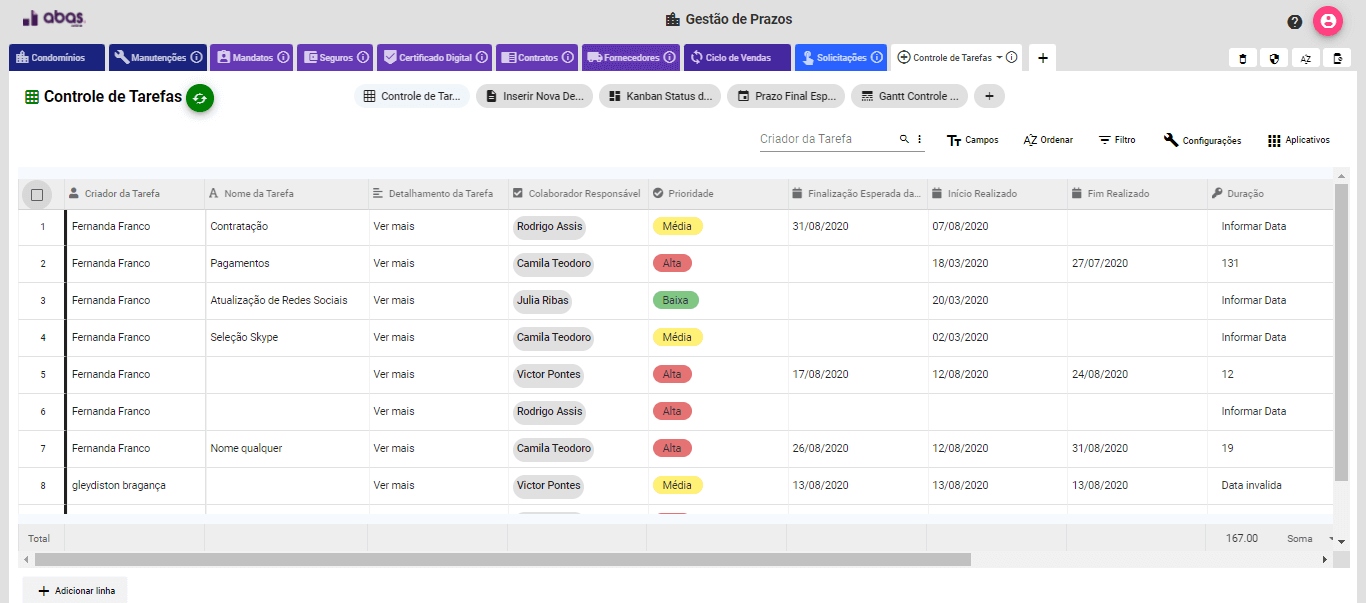 abas
Gestão de Prazos
Condomínios
Manutenções
Mandatos
Seguros
Certificado Digital
Contratos
Fornecedores
Ciclo de Vendas
Solicitações
Controle de Tarefas
Controle de Tarefas
Controle de Tar...
Inserir Nova De...
Kanban Status d...
Prazo Final Esp...
Gantt Controle ...
Criador da Tarefa
Campos
Ordenar
Filtro
Configurações
Aplicativos
Criador da Tarefa Nome da Tarefa Detalhamento da Tarefa Colaborador Responsável Prioridade Finalização Esperada da... Início Realizado Fim Realizado Duração
1 Fernanda Franco Contratação Ver mais Rodrigo Assis Média 31/08/2020 07/08/2020 Informar Data
2 Fernanda Franco Pagamentos Ver mais Camila Teodoro Alta 18/03/2020 27/07/2020 131
3 Fernanda Franco Atualização de Redes Sociais Ver mais Julia Ribas Baixa 20/03/2020 Informar Data
4 Fernanda Franco Seleção Skype Ver mais Camila Teodoro Média 02/03/2020 Informar Data
5 Fernanda Franco Ver mais Victor Pontes Alta 17/08/2020 12/08/2020 24/08/2020 12
6 Fernanda Franco Ver mais Rodrigo Assis Alta Informar Data
7 Fernanda Franco Nome qualquer Ver mais Camila Teodoro Alta 26/08/2020 12/08/2020 31/08/2020 19
8 gleydiston bragança Ver mais Victor Pontes Média 13/08/2020 13/08/2020 13/08/2020 Data invalida
Total 167.00 Soma
Adicionar linha